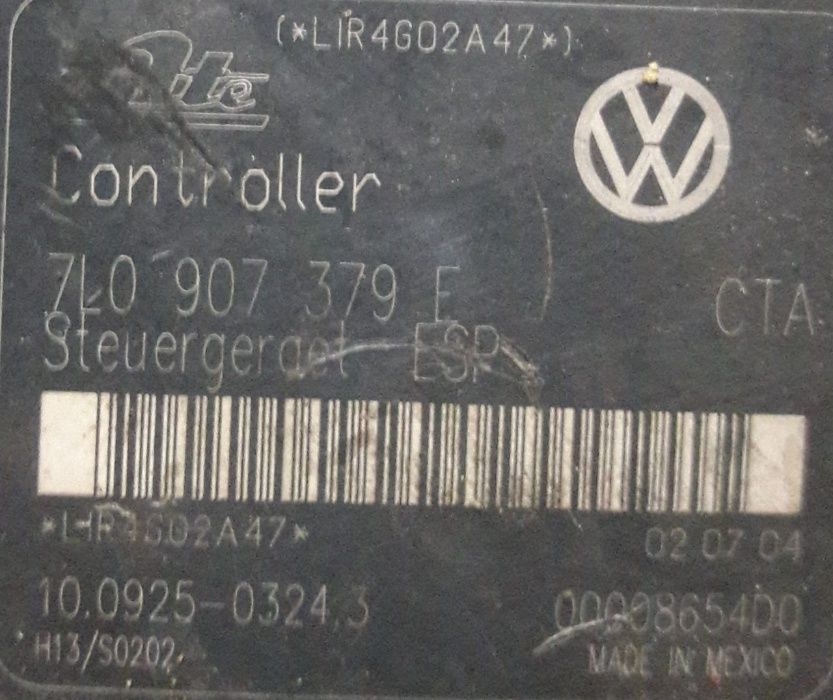 (*LIR4G02A47*)
Ate
Controller
7L0 907 379 E
CTA
Steuergeraet ESP
*LIR4G02A47*
02 07 04
10.0925-0324.3
00008654D0
H13/S0202
MADE IN MEXICO